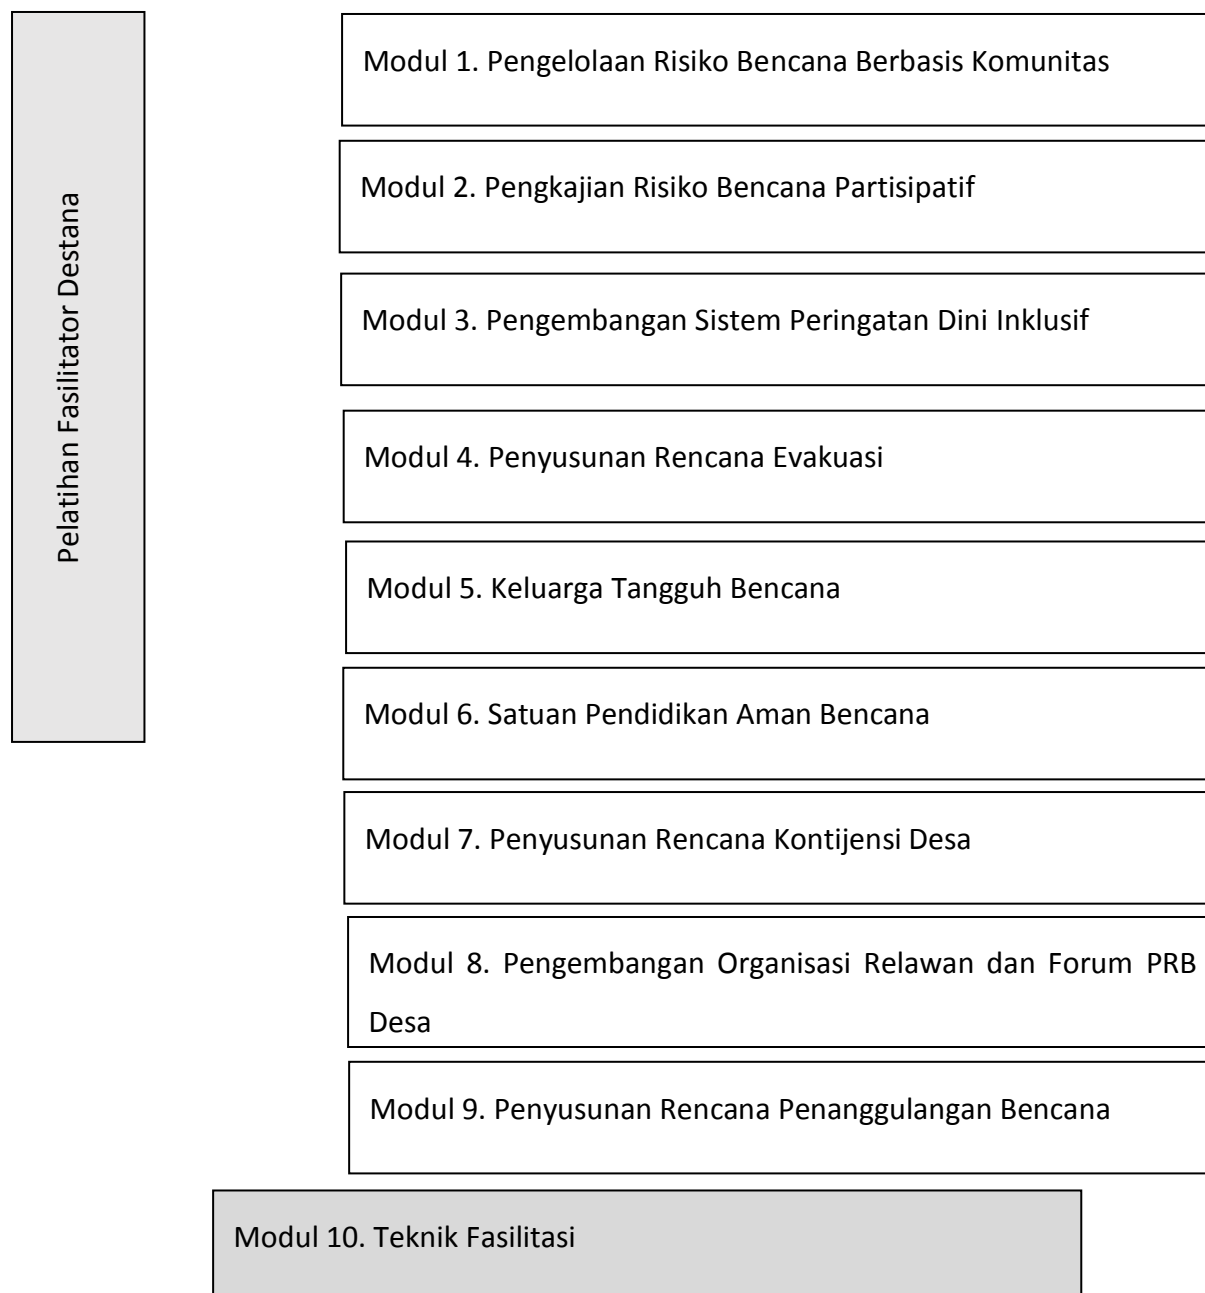 Pelatihan Fasilitator Destana
Modul 1. Pengelolaan Risiko Bencana Berbasis Komunitas
Modul 2. Pengkajian Risiko Bencana Partisipatif
Modul 3. Pengembangan Sistem Peringatan Dini Inklusif
Modul 4. Penyusunan Rencana Evakuasi
Modul 5. Keluarga Tangguh Bencana
Modul 6. Satuan Pendidikan Aman Bencana
Modul 7. Penyusunan Rencana Kontijensi Desa
Modul 8. Pengembangan Organisasi Relawan dan Forum PRB
Desa
Modul 9. Penyusunan Rencana Penanggulangan Bencana
Modul 10. Teknik Fasilitasi